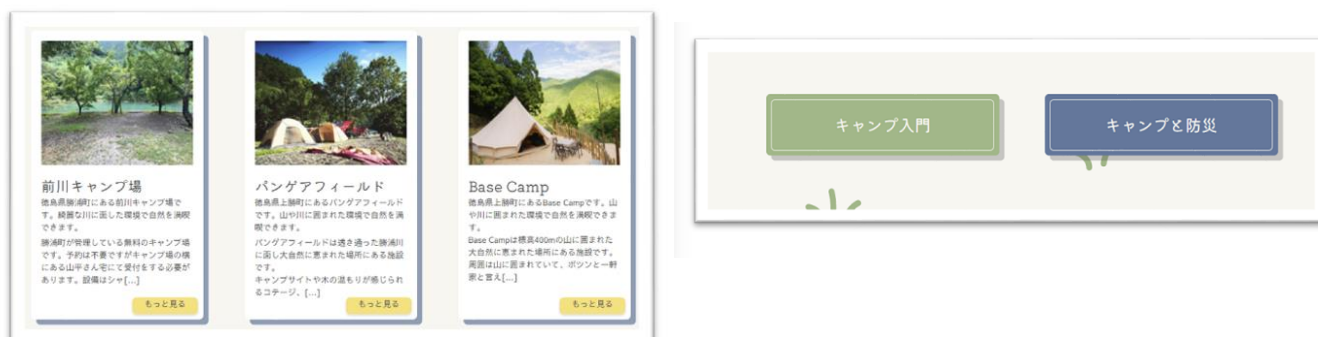 前川キャンプ場
徳島県勝浦町にある前川キャンプ場で
す。綺麗な川に面した環境で自然を満喫
できます。
勝浦町が管理している無料のキャンプ場
です。予約は不要ですがキャンプ場の横
にある山平さん宅にて受付をする必要が
あります。設備はシャ[...]
もっと見る
パンゲアフィールド
徳島県上勝町にあるパンゲアフィールド
です。山や川に囲まれた環境で自然を満
喫できます。
パンゲアフィールドは透き通った勝浦川
に面し大自然に恵まれた場所にある施設
です。
キャンプサイトや木の温もりが感じられ
るコテージ、[...]
もっと見る
Base Camp
徳島県上勝町にあるBase Campです。山
や川に囲まれた環境で自然を満喫できま
す。
Base Campは標高400mの山に囲まれた
大自然に恵まれた場所にある施設です。
周囲は山に囲まれていて、ポツンと一軒
家と言え[...]
もっと見る
キャンプ入門
キャンプと防災